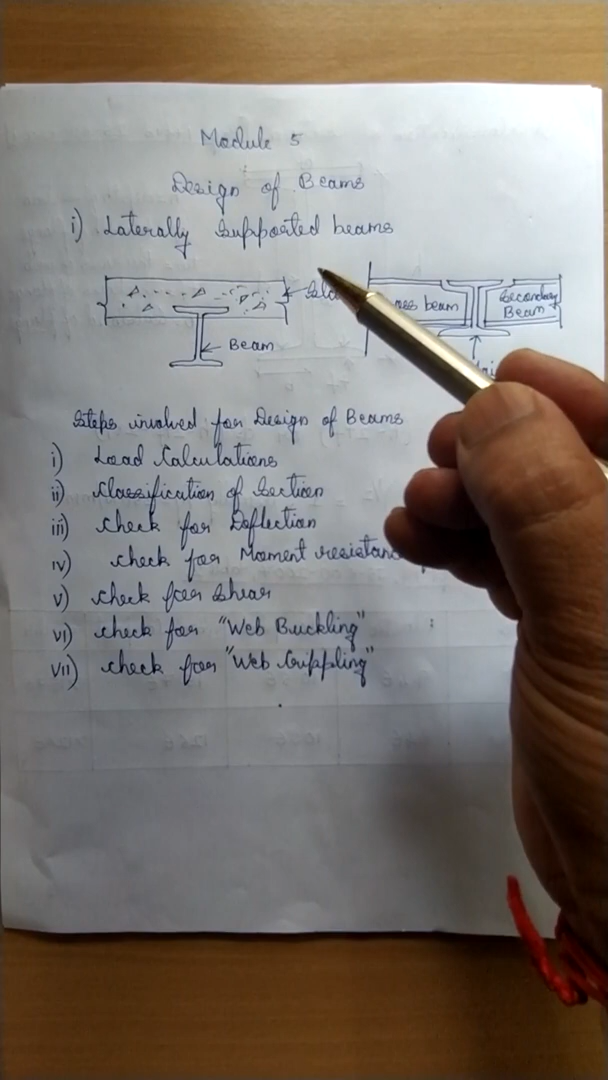 Module 5
Design of Beams
i) Laterally Supported beams
Beam
beam
Secondary
Beam
Steps involved for Design of Beams
i) Load Calculations
ii) Classification of Section
iii) Check for Deflection
iv) Check for Moment
v) Check for Shear
vi) Check for "Web Buckling"
vii) Check for "Web Crippling"